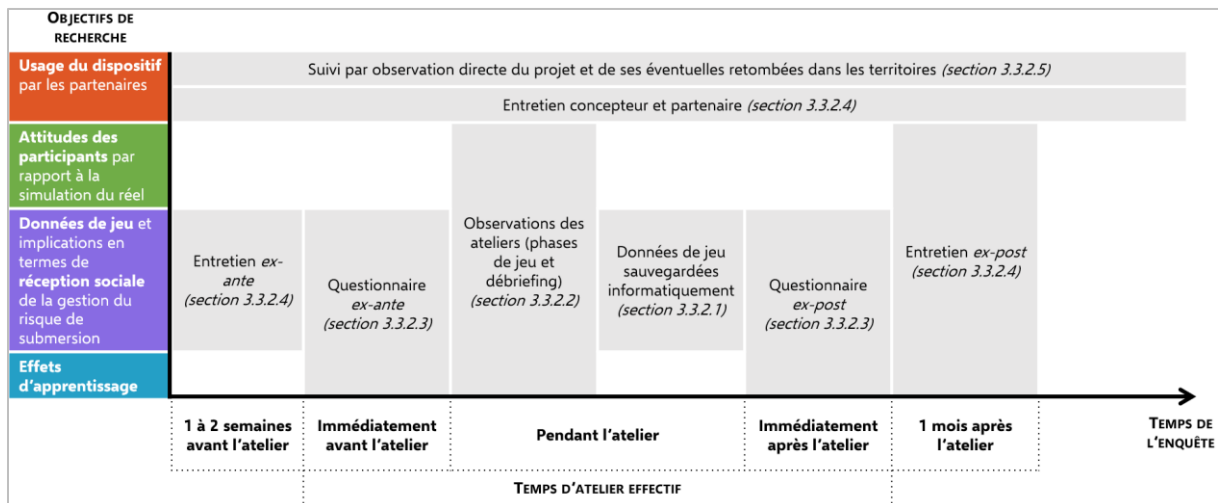 OBJECTIFS DE
RECHERCHE
Usage du dispositif
par les partenaires
Suivi par observation directe du projet et de ses éventuelles retombées dans les territoires (section 3.3.2.5)
Entretien concepteur et partenaire (section 3.3.2.4)
Attitudes des
participants par
rapport à la
simulation du réel
Données de jeu et
implications en
termes de
réception sociale
de la gestion du
risque de
submersion
Effets
d'apprentissage
Entretien ex-
ante
(section 3.3.2.4)
Questionnaire
ex-ante
(section 3.3.2.3)
Observations des
ateliers (phases
de jeu et
débriefing)
(section 3.3.2.2)
Données de jeu
sauvegardées
informatiquement
(section 3.3.2.1)
Questionnaire
ex-post
(section 3.3.2.3)
Entretien ex-post
(section 3.3.2.4)
1 à 2 semaines
avant l'atelier
Immédiatement
avant l'atelier
Pendant l'atelier
Immédiatement
après l'atelier
1 mois après
l'atelier
TEMPS DE
L'ENQUÊTE
TEMPS D'ATELIER EFFECTIF